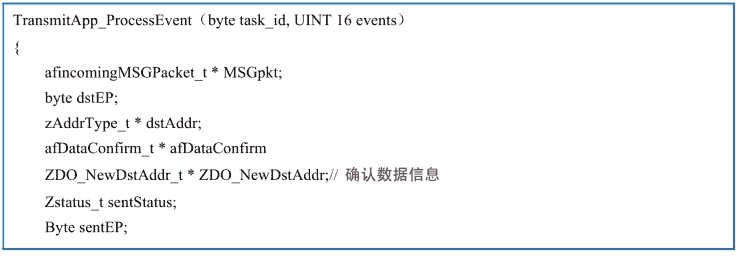 TransmitApp_ProcessEvent（byte task_id, UINT 16 events）
{
afincomingMSGPacket_t * MSGpkt;
byte dstEP;
zAddrType_t * dstAddr;
afDataConfirm_t * afDataConfirm
ZDO_NewDstAddr_t * ZDO_NewDstAddr;// 确认数据信息
Zstatus_t sentStatus;
Byte sentEP;